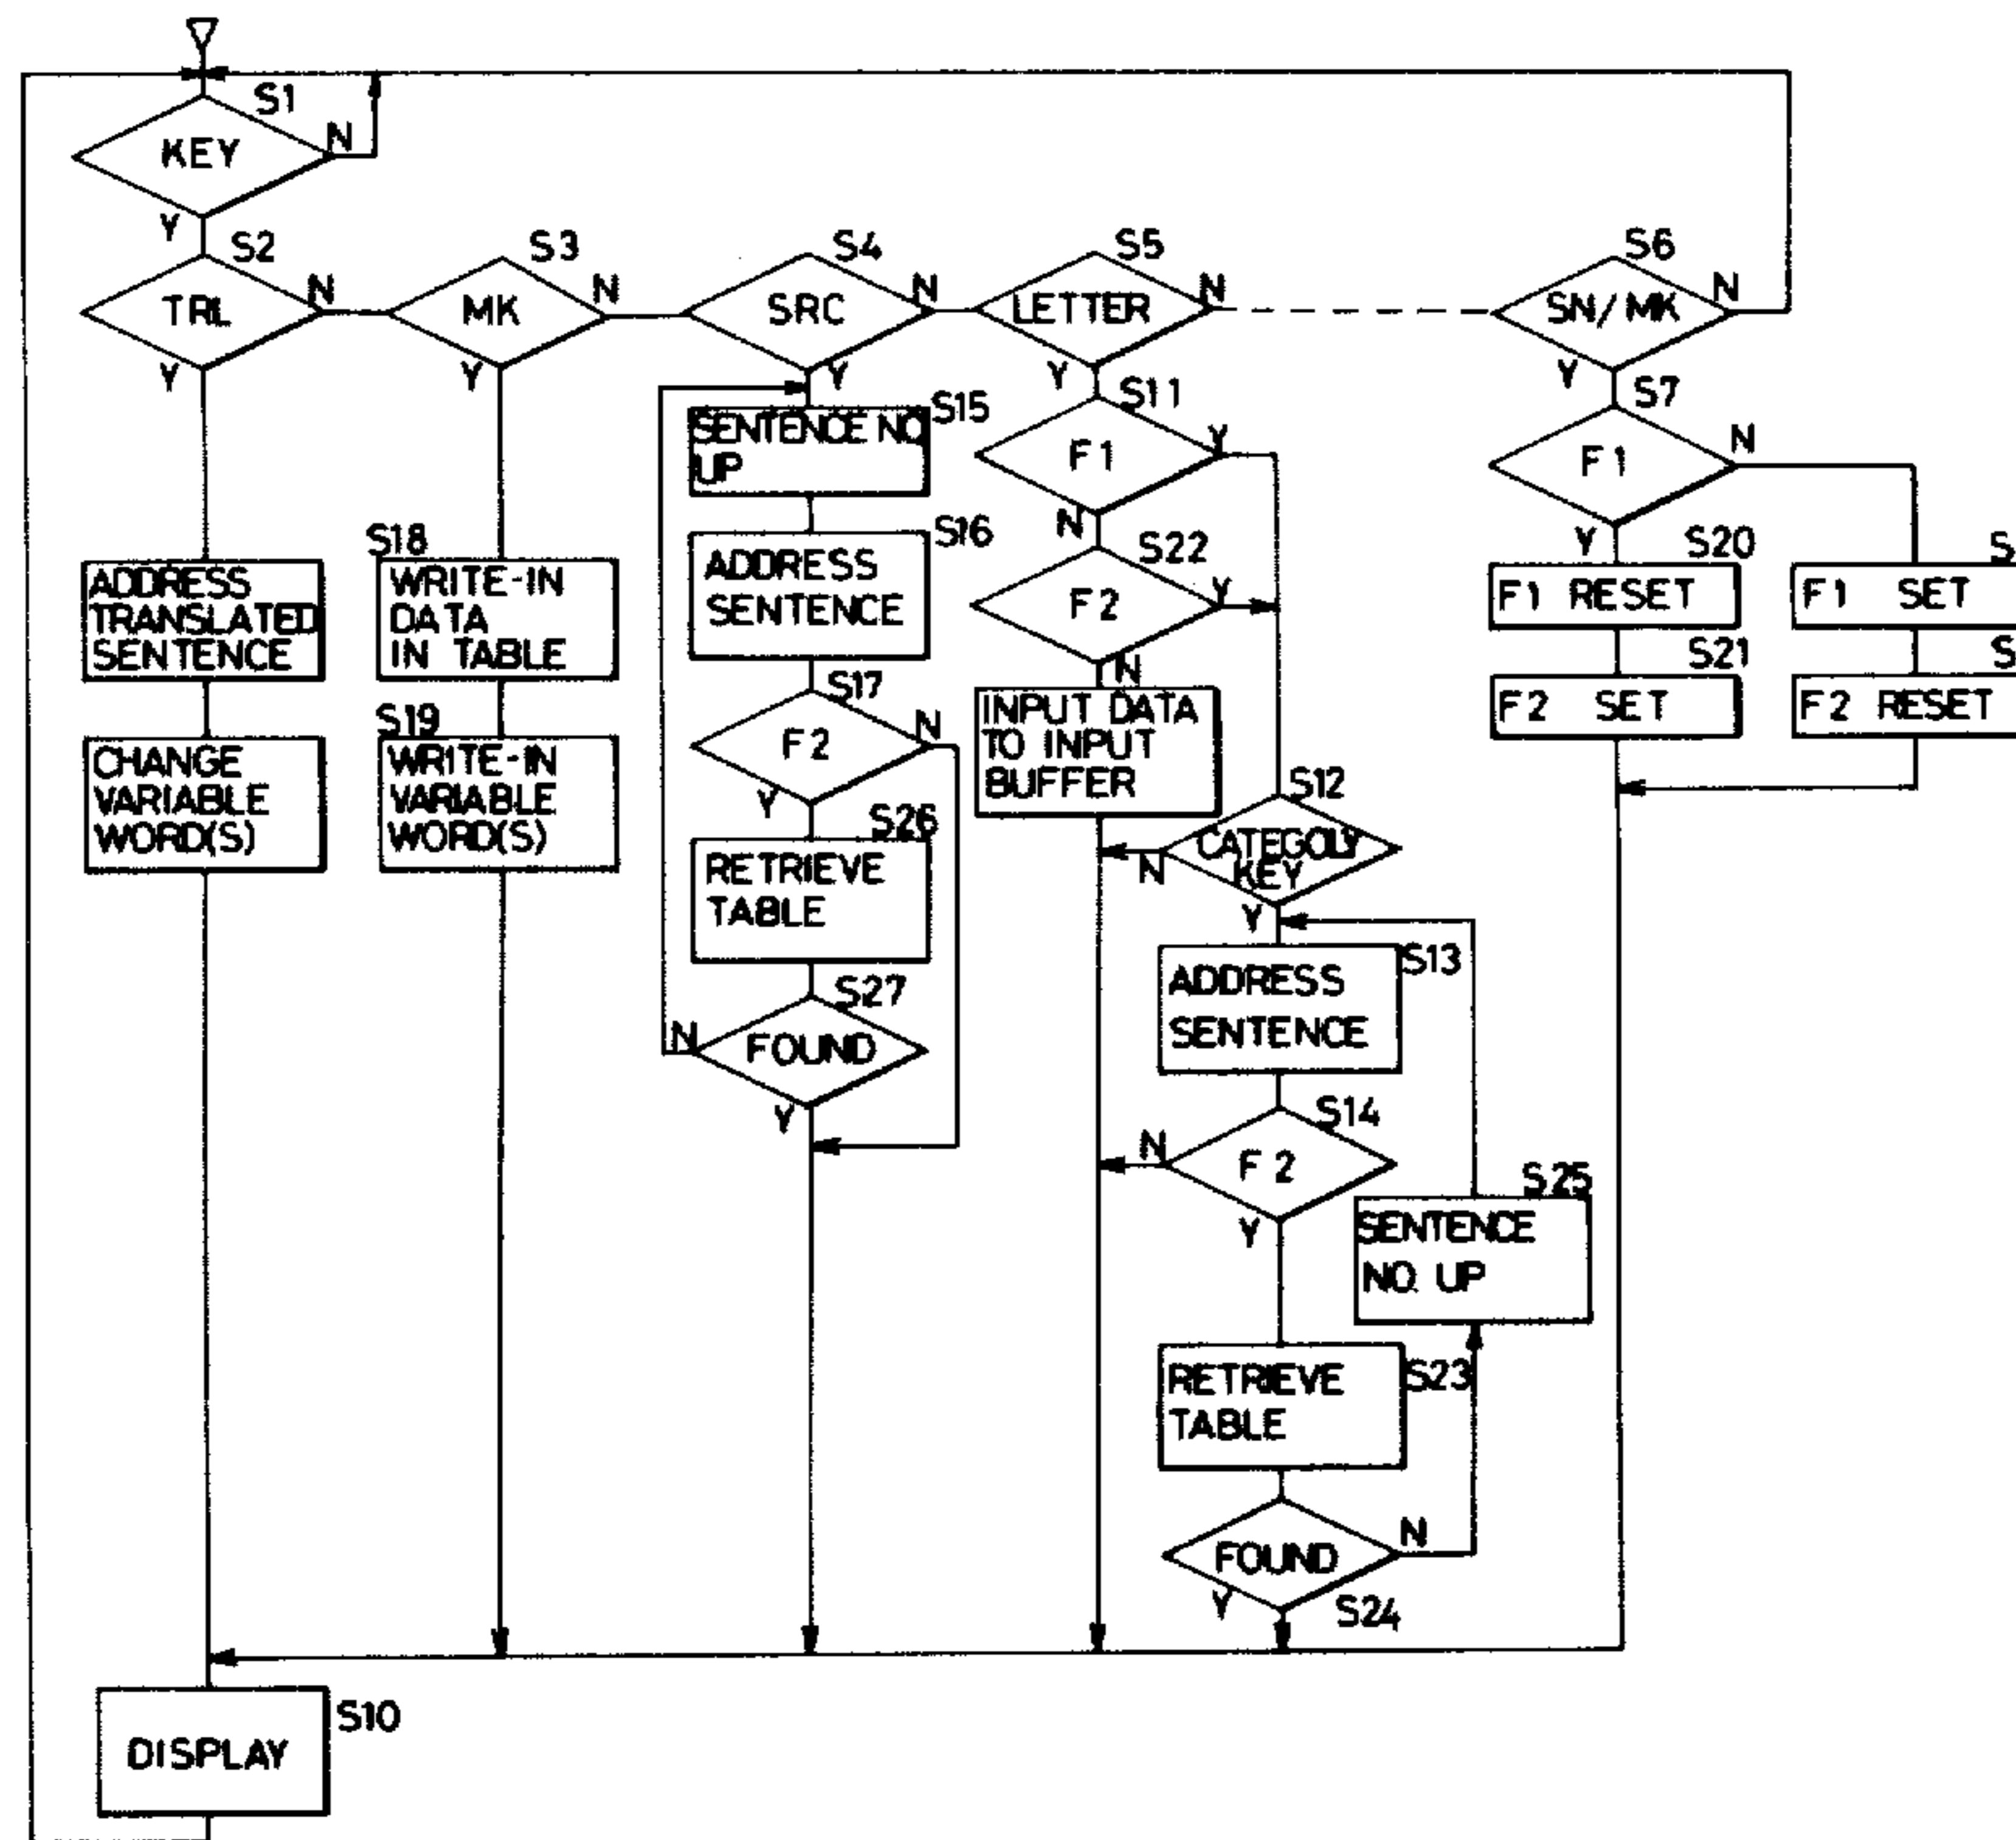 S1
KEY
N
Y
S2
TRL
N
Y
S3
MK
N
Y
S4
SRC
N
Y
S5
LETTER
N
Y
S6
SN/MK
N
Y
ADDRESS
TRANSLATED
SENTENCE
CHANGE
VARIABLE
WORD(S)
S18
WRITE-IN
DATA
IN TABLE
S19
WRITE-IN
VARIABLE
WORD(S)
S15
SENTENCE NO
UP
S16
ADDRESS
SENTENCE
S17
F2
N
Y
S26
RETRIEVE
TABLE
S27
FOUND
N
Y
S11
F1
Y
N
S22
F2
Y
N
INPUT DATA
TO INPUT
BUFFER
S12
CATEGOLY
KEY
N
Y
S13
ADDRESS
SENTENCE
S14
F2
N
Y
S25
SENTENCE
NO. UP
S23
RETRIEVE
TABLE
FOUND
N
Y
S24
S7
F1
N
Y
S20
F1 RESET
S21
F2 SET
F1 SET
F2 RESET
S10
DISPLAY